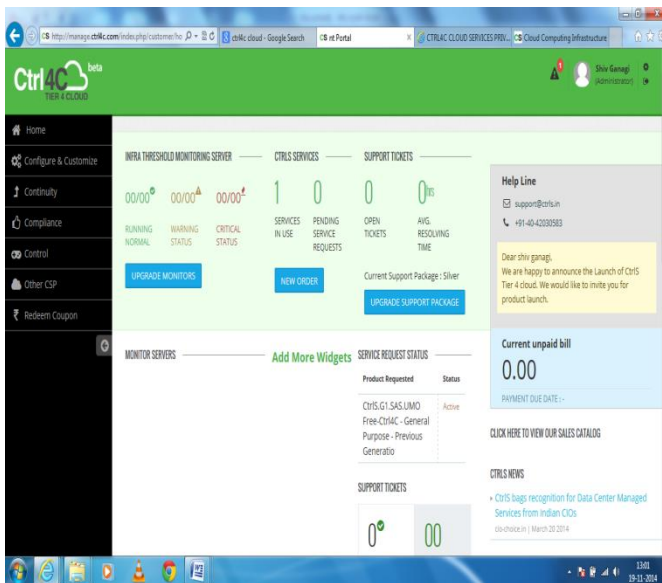 http://manage.ctrl4c.com/index.php/customer/ho
ctrl4c cloud - Google Search
nt Portal
CTRL4C CLOUD SERVICES PRIV...
Cloud Computing Infrastructure
Ctrl4C beta
TIER 4 CLOUD
Shiv Ganagi
(Administrator)
Home
Configure & Customize
Continuity
Compliance
Control
Other CSP
Redeem Coupon
INFRA THRESHOLD MONITORING SERVER
00/00 00/00 00/00
RUNNING NORMAL
WARNING STATUS
CRITICAL STATUS
UPGRADE MONITORS
CTRLS SERVICES
1 0
SERVICES IN USE
PENDING SERVICE REQUESTS
NEW ORDER
SUPPORT TICKETS
0 0hrs
OPEN TICKETS
AVG. RESOLVING TIME
Current Support Package : Silver
UPGRADE SUPPORT PACKAGE
Help Line
support@ctrls.in
+91-40-42030583
Dear shiv ganagi,
We are happy to announce the Launch of CtrlS
Tier 4 cloud. We would like to invite you for
product launch.
Current unpaid bill
0.00
PAYMENT DUE DATE : -
MONITOR SERVERS
Add More Widgets
SERVICE REQUEST STATUS
Product Requested Status
CtrlS.G1.SAS.UMO Active
Free-Ctrl4C - General
Purpose - Previous
Generatio
SUPPORT TICKETS
0 00
CLICK HERE TO VIEW OUR SALES CATALOG
CTRLS NEWS
CtrlS bags recognition for Data Center Managed
Services from Indian CIOs
cio-choice.in | March 20 2014
13:01
19-11-2014